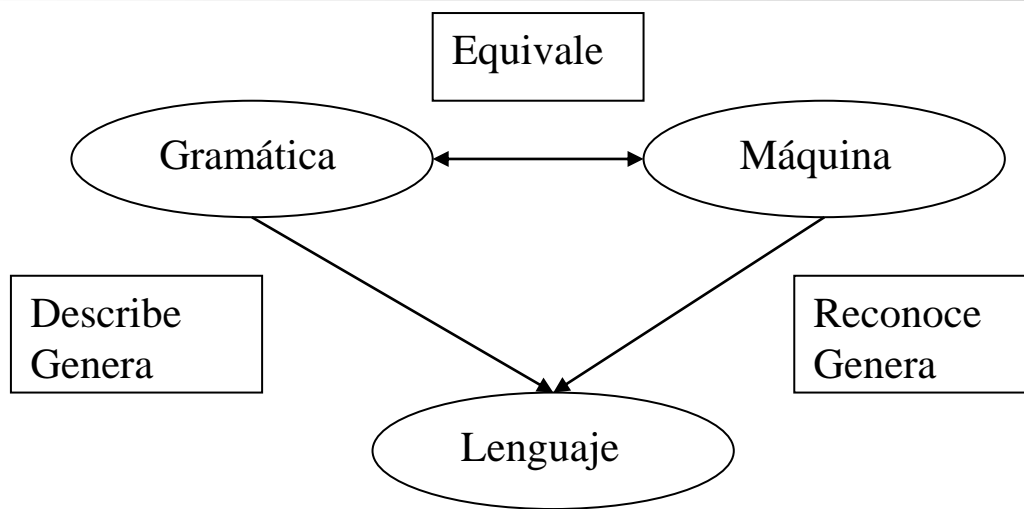 Equivale
Gramática
Máquina
Describe
Genera
Reconoce
Genera
Lenguaje